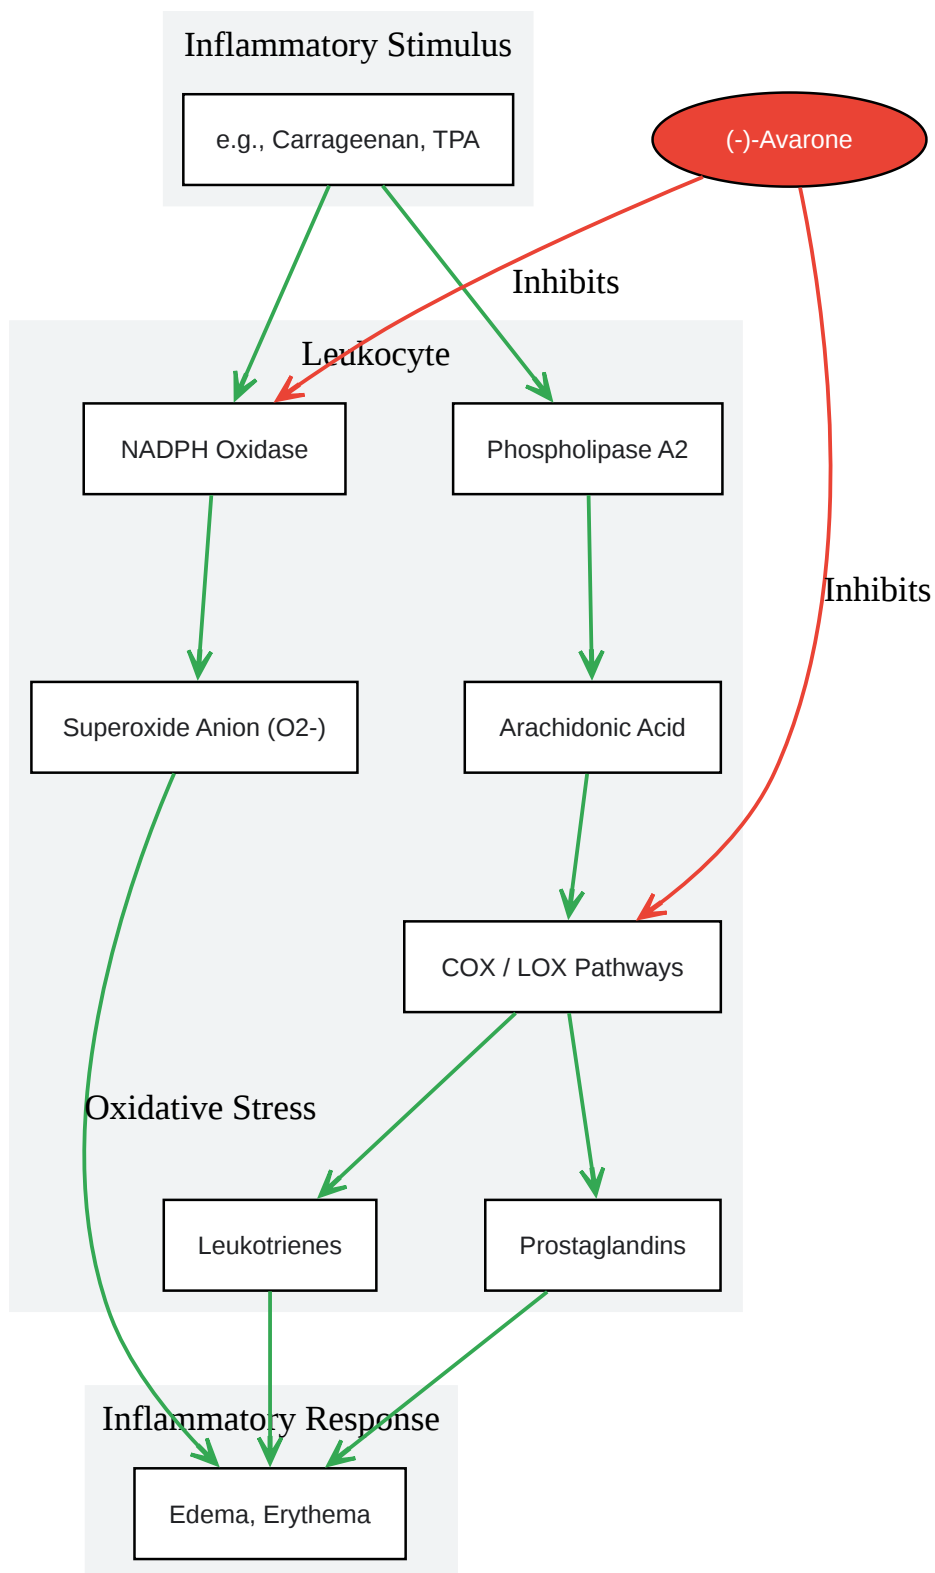 Inflammatory Stimulus
e.g., Carrageenan, TPA
(-)-Avarone
Inhibits
Leukocyte
NADPH Oxidase
Phospholipase A2
Inhibits
Superoxide Anion (O2-)
Arachidonic Acid
COX / LOX Pathways
Oxidative Stress
Leukotrienes
Prostaglandins
Inflammatory Response
Edema, Erythema